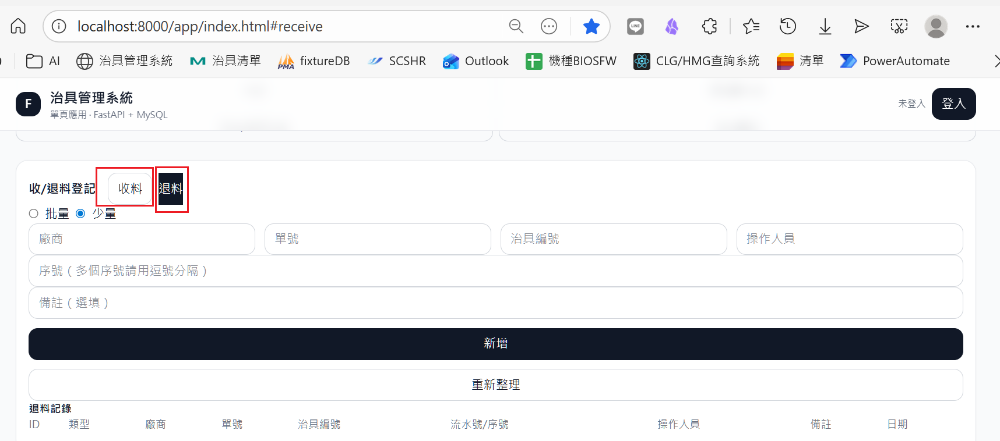 localhost:8000/app/index.html#receive
LINE
AI 治具管理系統 治具清單 PMA fixtureDB SCSHR Outlook 機種BIOSFW CLG/HMG查詢系統 清單 PowerAutomate
F 治具管理系統 未登入 登入
單頁應用 · FastAPI + MySQL
收/退料登記 收料 退料
批量 少量
廠商 單號 治具編號 操作人員
序號（多個序號請用逗號分隔）
備註（選填）
新增
重新整理
退料記錄
ID 類型 廠商 單號 治具編號 流水號/序號 操作人員 備註 日期